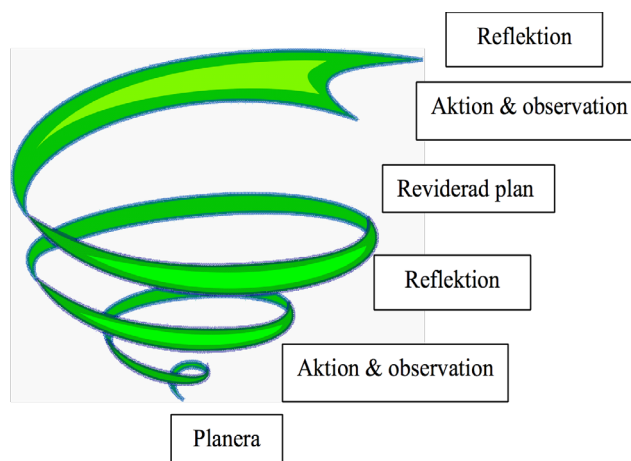 Reflektion
Aktion & observation
Reviderad plan
Reflektion
Aktion & observation
Planera